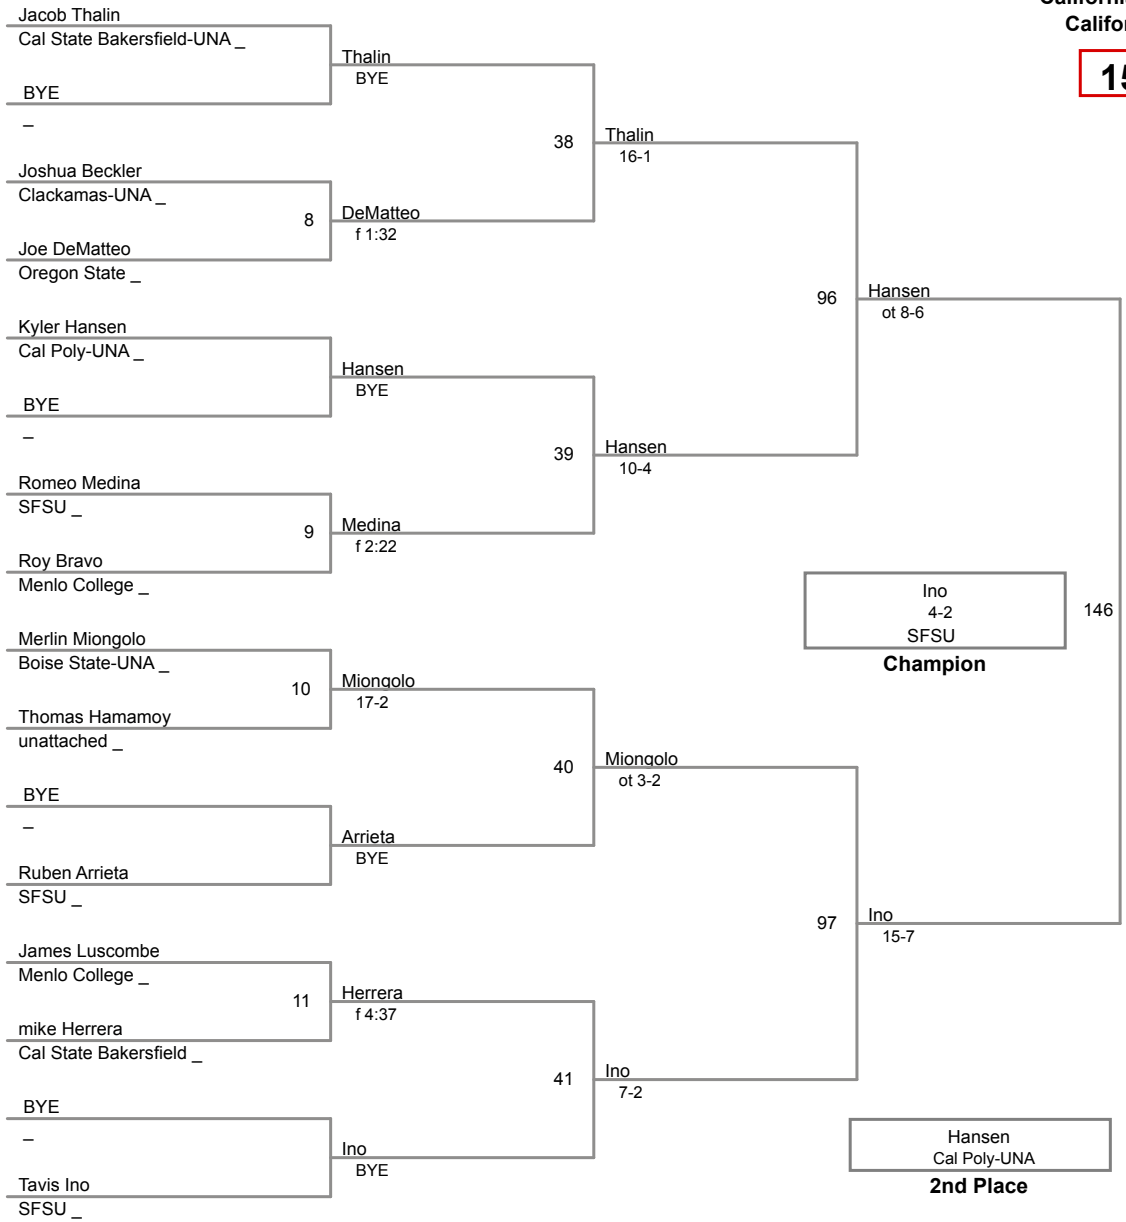 Jacob Thalin
Cal State Bakersfield-UNA _
BYE
_
Joshua Beckler
Clackamas-UNA _
Joe DeMatteo
Oregon State _
Kyler Hansen
Cal Poly-UNA _
BYE
_
Romeo Medina
SFSU _
Roy Bravo
Menlo College _
Merlin Miongolo
Boise State-UNA _
Thomas Hamamoy
unattached _
BYE
_
Ruben Arrieta
SFSU _
James Luscombe
Menlo College _
mike Herrera
Cal State Bakersfield _
BYE
_
Tavis Ino
SFSU _
Thalin
BYE
8
DeMatteo
f 1:32
Hansen
BYE
9
Medina
f 2:22
10
Miongolo
17-2
Arrieta
BYE
11
Herrera
f 4:37
Ino
BYE
38
Thalin
16-1
39
Hansen
10-4
40
Miongolo
ot 3-2
41
Ino
7-2
96
Hansen
ot 8-6
97
Ino
15-7
Ino
4-2
SFSU
Champion
146
Hansen
Cal Poly-UNA
2nd Place